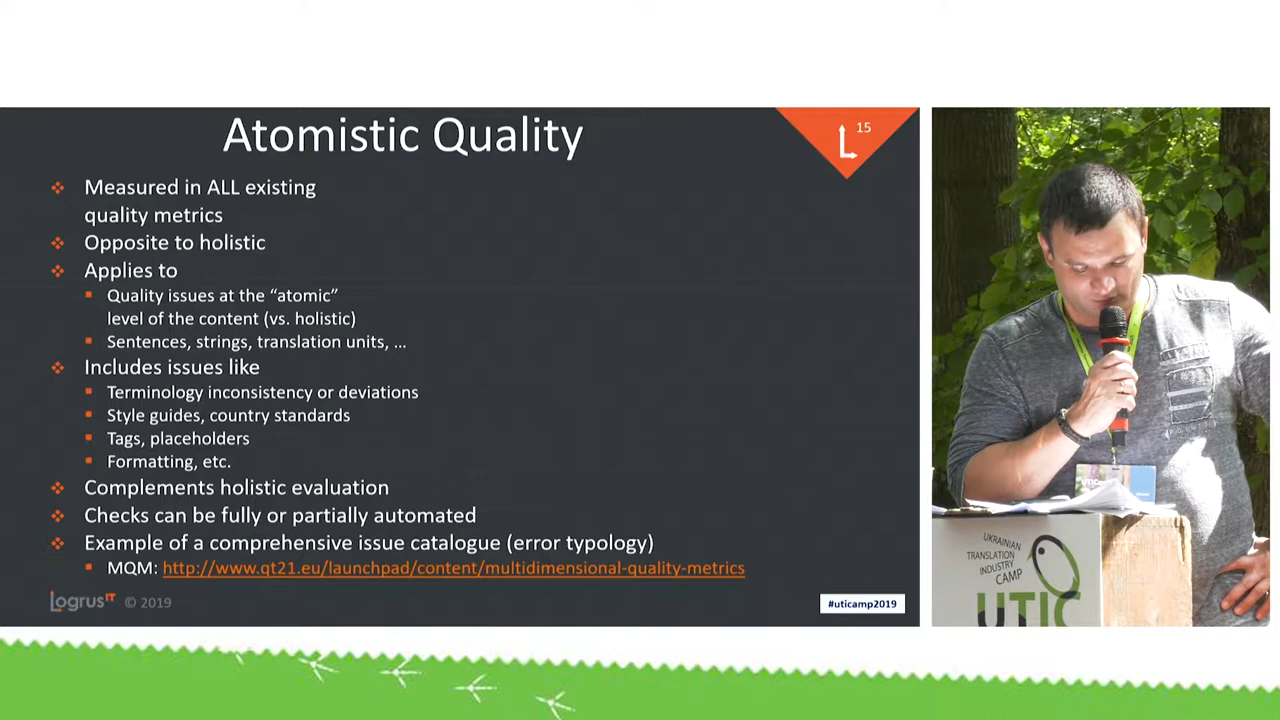 Atomistic Quality
15
❖ Measured in ALL existing
quality metrics
❖ Opposite to holistic
❖ Applies to
▪ Quality issues at the “atomic”
level of the content (vs. holistic)
▪ Sentences, strings, translation units, …
❖ Includes issues like
▪ Terminology inconsistency or deviations
▪ Style guides, country standards
▪ Tags, placeholders
▪ Formatting, etc.
❖ Complements holistic evaluation
❖ Checks can be fully or partially automated
❖ Example of a comprehensive issue catalogue (error typology)
▪ MQM: http://www.qt21.eu/launchpad/content/multidimensional-quality-metrics
Logrus IT © 2019
#uticamp2019
UKRAINIAN
TRANSLATION
INDUSTRY
CAMP
UTIC